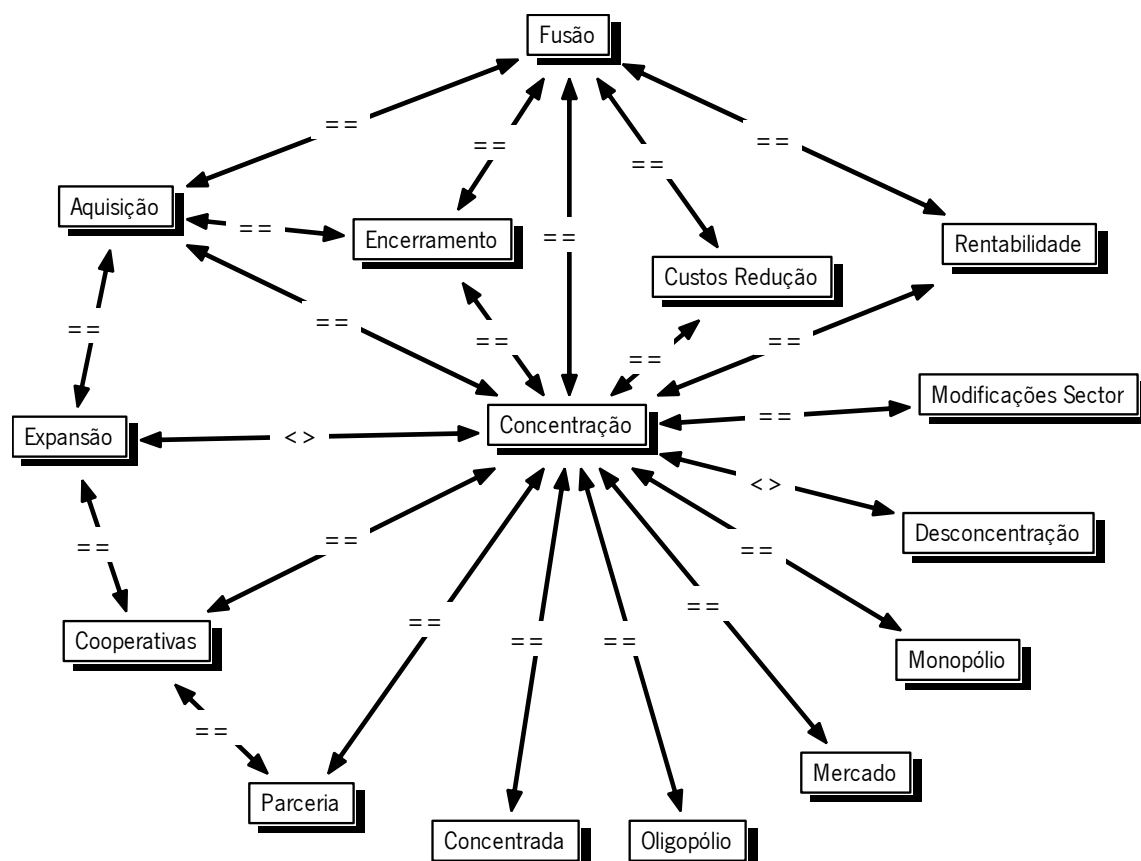 Fusão
==
==
==
==
==
Aquisição
==
Encerramento
==
Rentabilidade
Custos Redução
==
==
==
==
==
Modificações Sector
==
Concentração
Expansão
<>
<>
Desconcentração
==
==
==
==
==
==
==
Cooperativas
Monopólio
==
Mercado
Parceria
Concentrada
Oligopólio